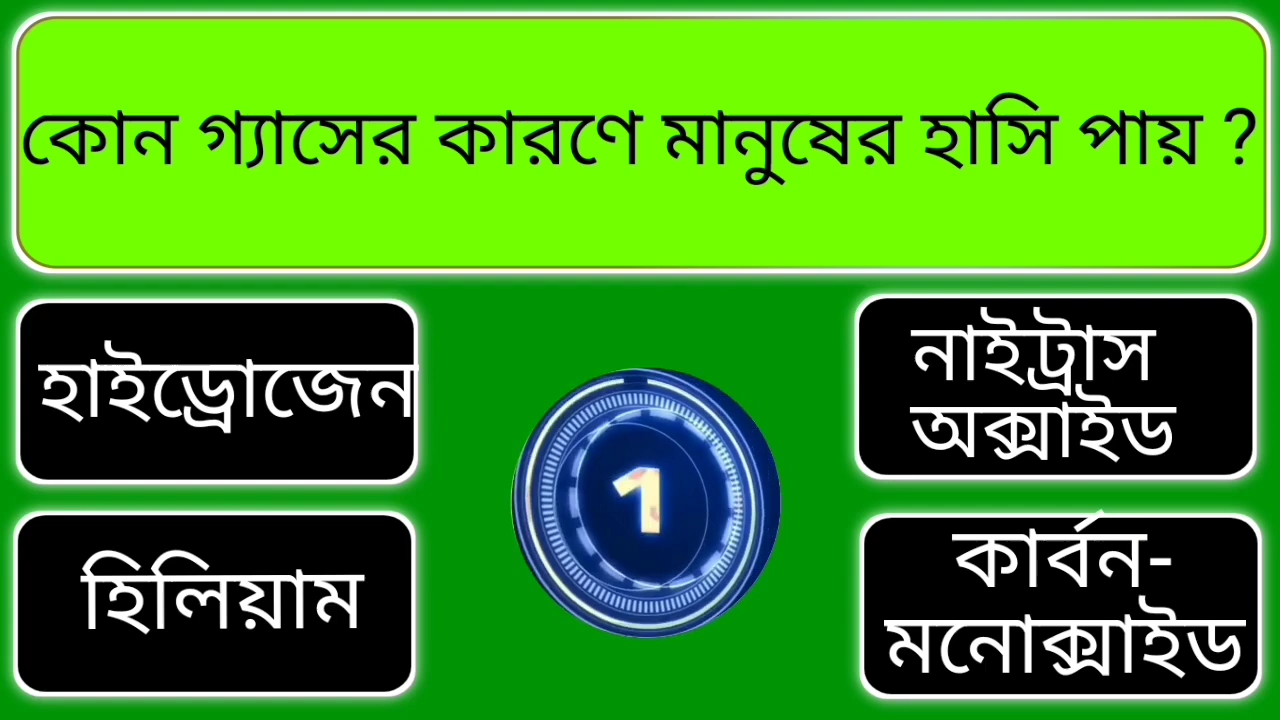 কোন গ্যাসের কারণে মানুষের হাসি পায় ?
হাইড্রোজেন
নাইট্রাস
অক্সাইড
1
হিলিয়াম
কার্বন-
মনোক্সাইড